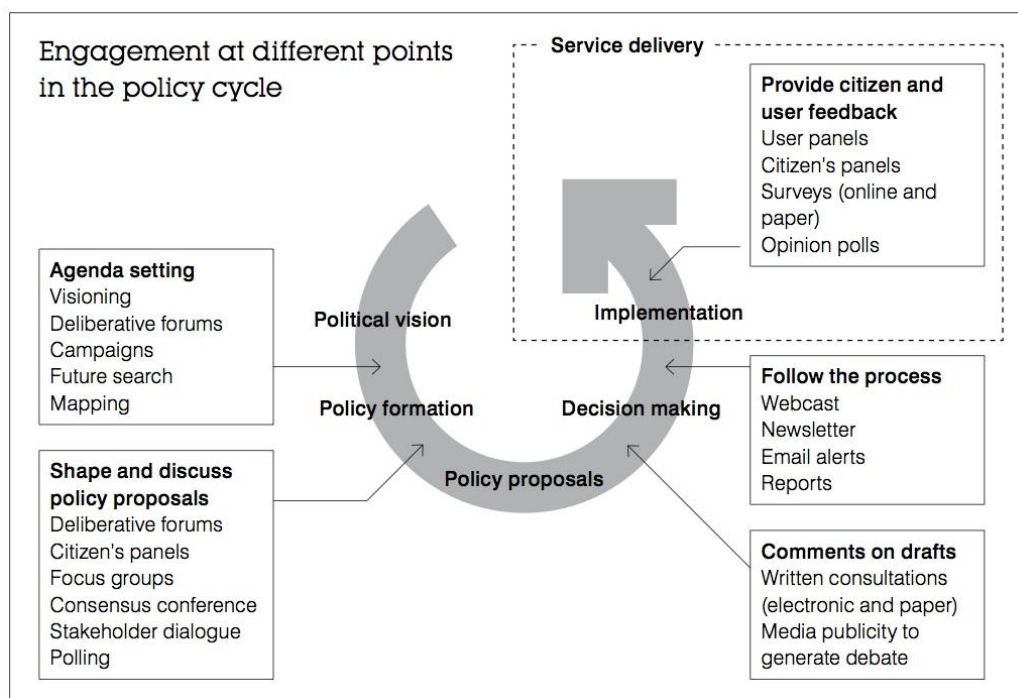 Engagement at different points
in the policy cycle
Service delivery
Provide citizen and
user feedback
User panels
Citizen's panels
Surveys (online and
paper)
Opinion polls
Agenda setting
Visioning
Deliberative forums
Campaigns
Future search
Mapping
Political vision
Implementation
Policy formation
Decision making
Policy proposals
Follow the process
Webcast
Newsletter
Email alerts
Reports
Shape and discuss
policy proposals
Deliberative forums
Citizen's panels
Focus groups
Consensus conference
Stakeholder dialogue
Polling
Comments on drafts
Written consultations
(electronic and paper)
Media publicity to
generate debate